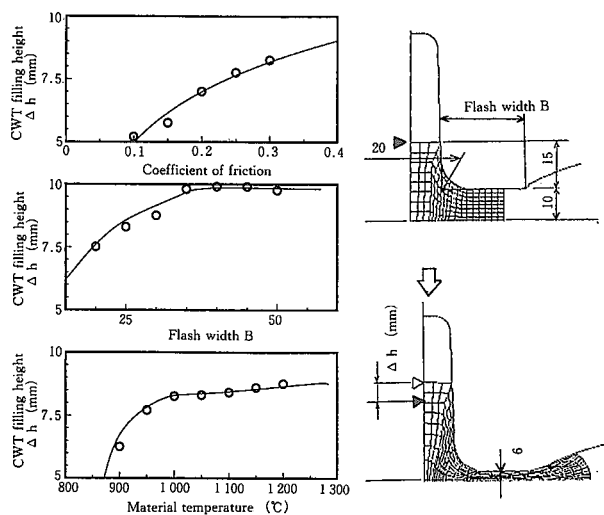 10
7.5
5
CWT filling height
Δ h (mm)
0
0.1
0.2
0.3
0.4
Coefficient of friction
10
7.5
5
CWT filling height
Δ h (mm)
25
50
Flash width B
10
7.5
5
CWT filling height
Δ h (mm)
800
900
1 000
1 100
1 200
1 300
Material temperature (℃)
Flash width B
20
15
10
Δ h (mm)
6